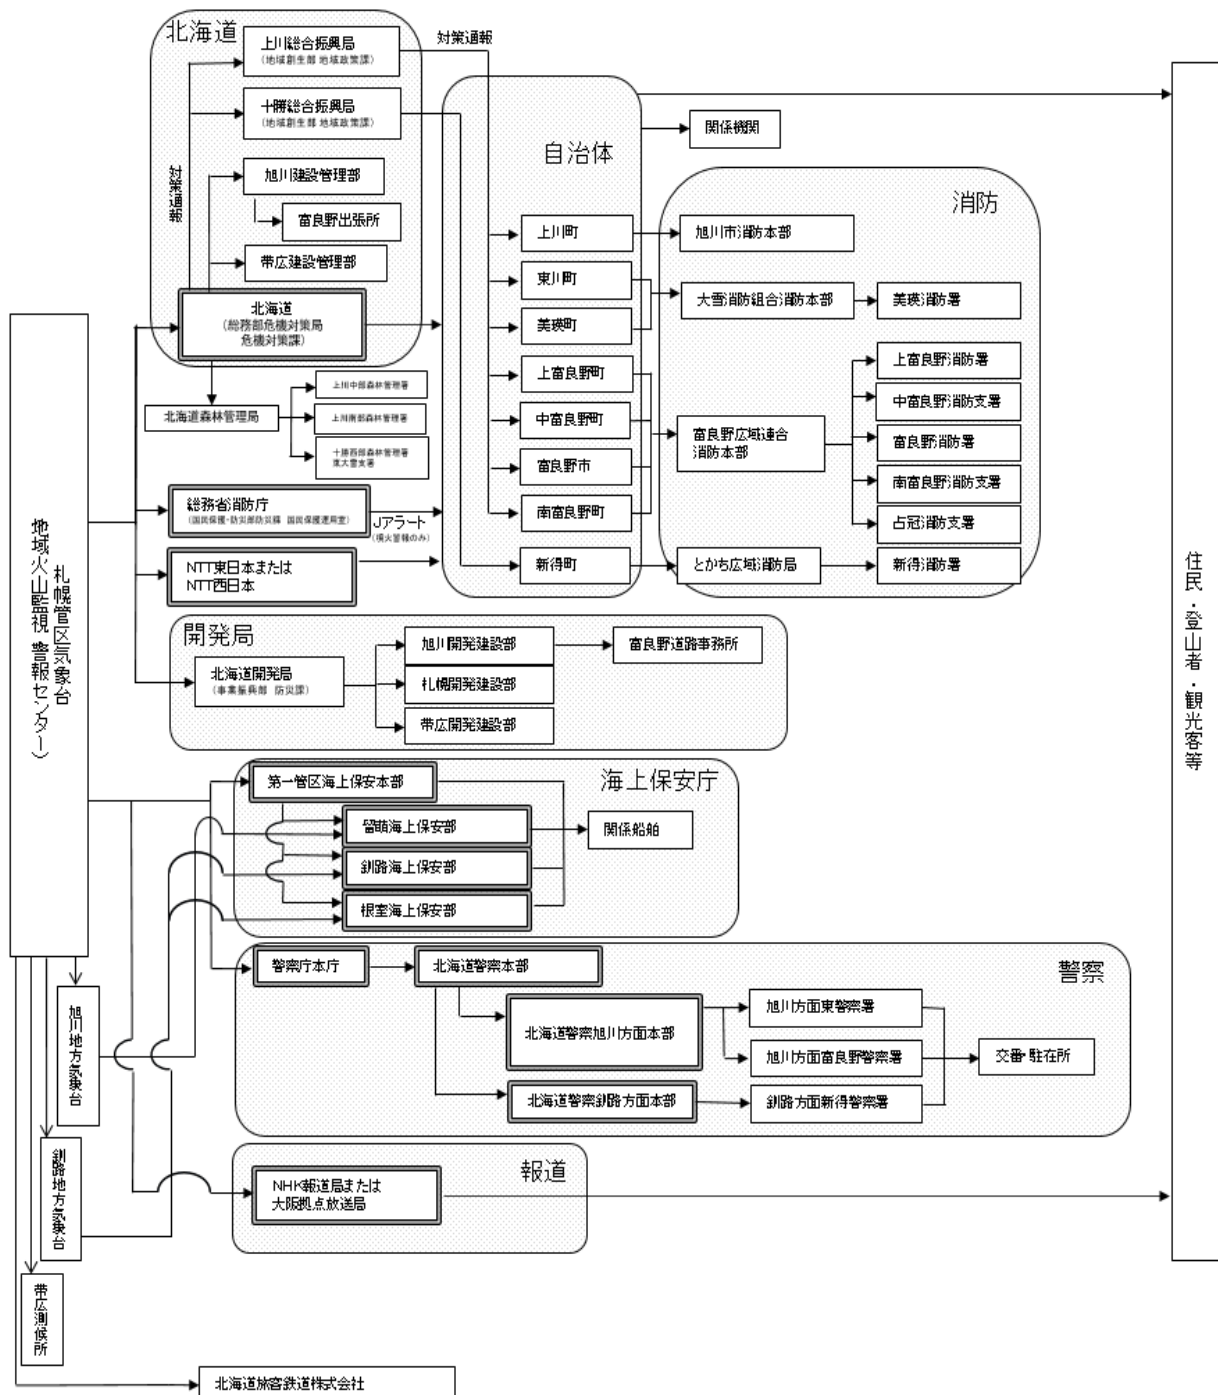 北海道
上川総合振興局
(地域創生部 地域政策課)
対策通報
十勝総合振興局
(地域創生部 地域政策課)
対策通報
旭川建設管理部
富良野出張所
帯広建設管理部
北海道
(総務部危機対策局
危機対策課)
北海道森林管理局
上川中部森林管理署
上川南部森林管理署
十勝西部森林管理署
東大雪支署
総務省消防庁
(国民保護・防災部防災課 国民保護運用室)
Jアラート
(噴火警報のみ)
NTT東日本または
NTT西日本
自治体
上川町
東川町
美瑛町
上富良野町
中富良野町
富良野市
南富良野町
新得町
関係機関
消防
旭川市消防本部
大雪消防組合消防本部
美瑛消防署
富良野広域連合
消防本部
上富良野消防署
中富良野消防支署
富良野消防署
南富良野消防支署
占冠消防支署
とかち広域消防局
新得消防署
札幌管区気象台
地域火山監視・警報センター)
住民・登山者・観光客等
開発局
北海道開発局
(事業振興部 防災課)
旭川開発建設部
富良野道路事務所
札幌開発建設部
帯広開発建設部
海上保安庁
第一管区海上保安本部
留萌海上保安部
釧路海上保安部
根室海上保安部
関係船舶
警察
警察庁本庁
北海道警察本部
北海道警察旭川方面本部
旭川方面東警察署
旭川方面富良野警察署
交番・駐在所
北海道警察釧路方面本部
釧路方面新得警察署
報道
NHK報道局または
大阪拠点放送局
旭川地方気象台
釧路地方気象台
帯広測候所
北海道旅客鉄道株式会社